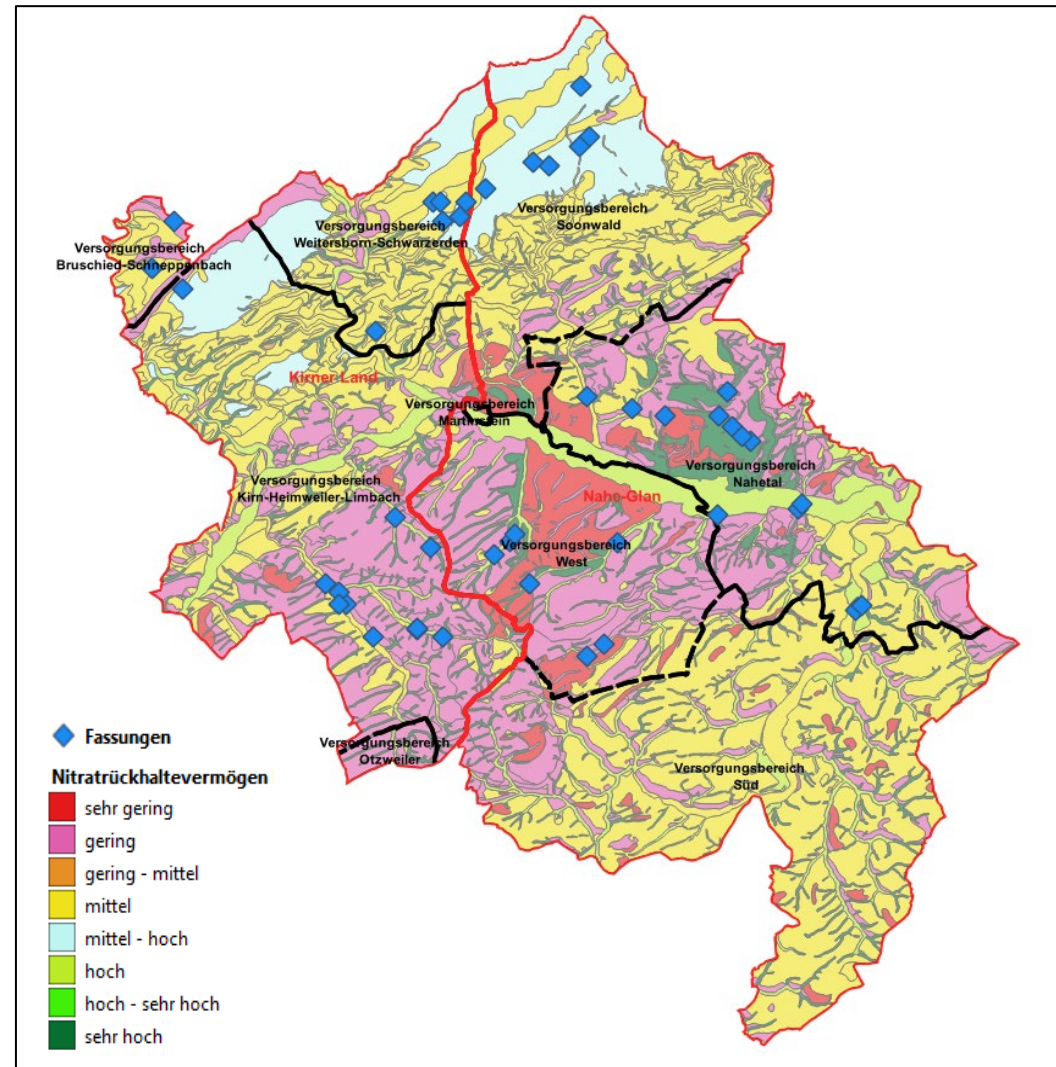 Versorgungsbereich
Soonwald
Versorgungsbereich
Weitersborn-Schwarzerden
Versorgungsbereich
Bruschied-Schneppenbach
Kirner Land
Versorgungsbereich
Martinstein
Versorgungsbereich
Nahetal
Versorgungsbereich
Kirn-Heimweiler-Limbach
Nahe-Glan
Versorgungsbereich
West
Versorgungsbereich
Otzweiler
Versorgungsbereich
Süd
Fassungen
Nitratrückhaltevermögen
sehr gering
gering
gering - mittel
mittel
mittel - hoch
hoch
hoch - sehr hoch
sehr hoch